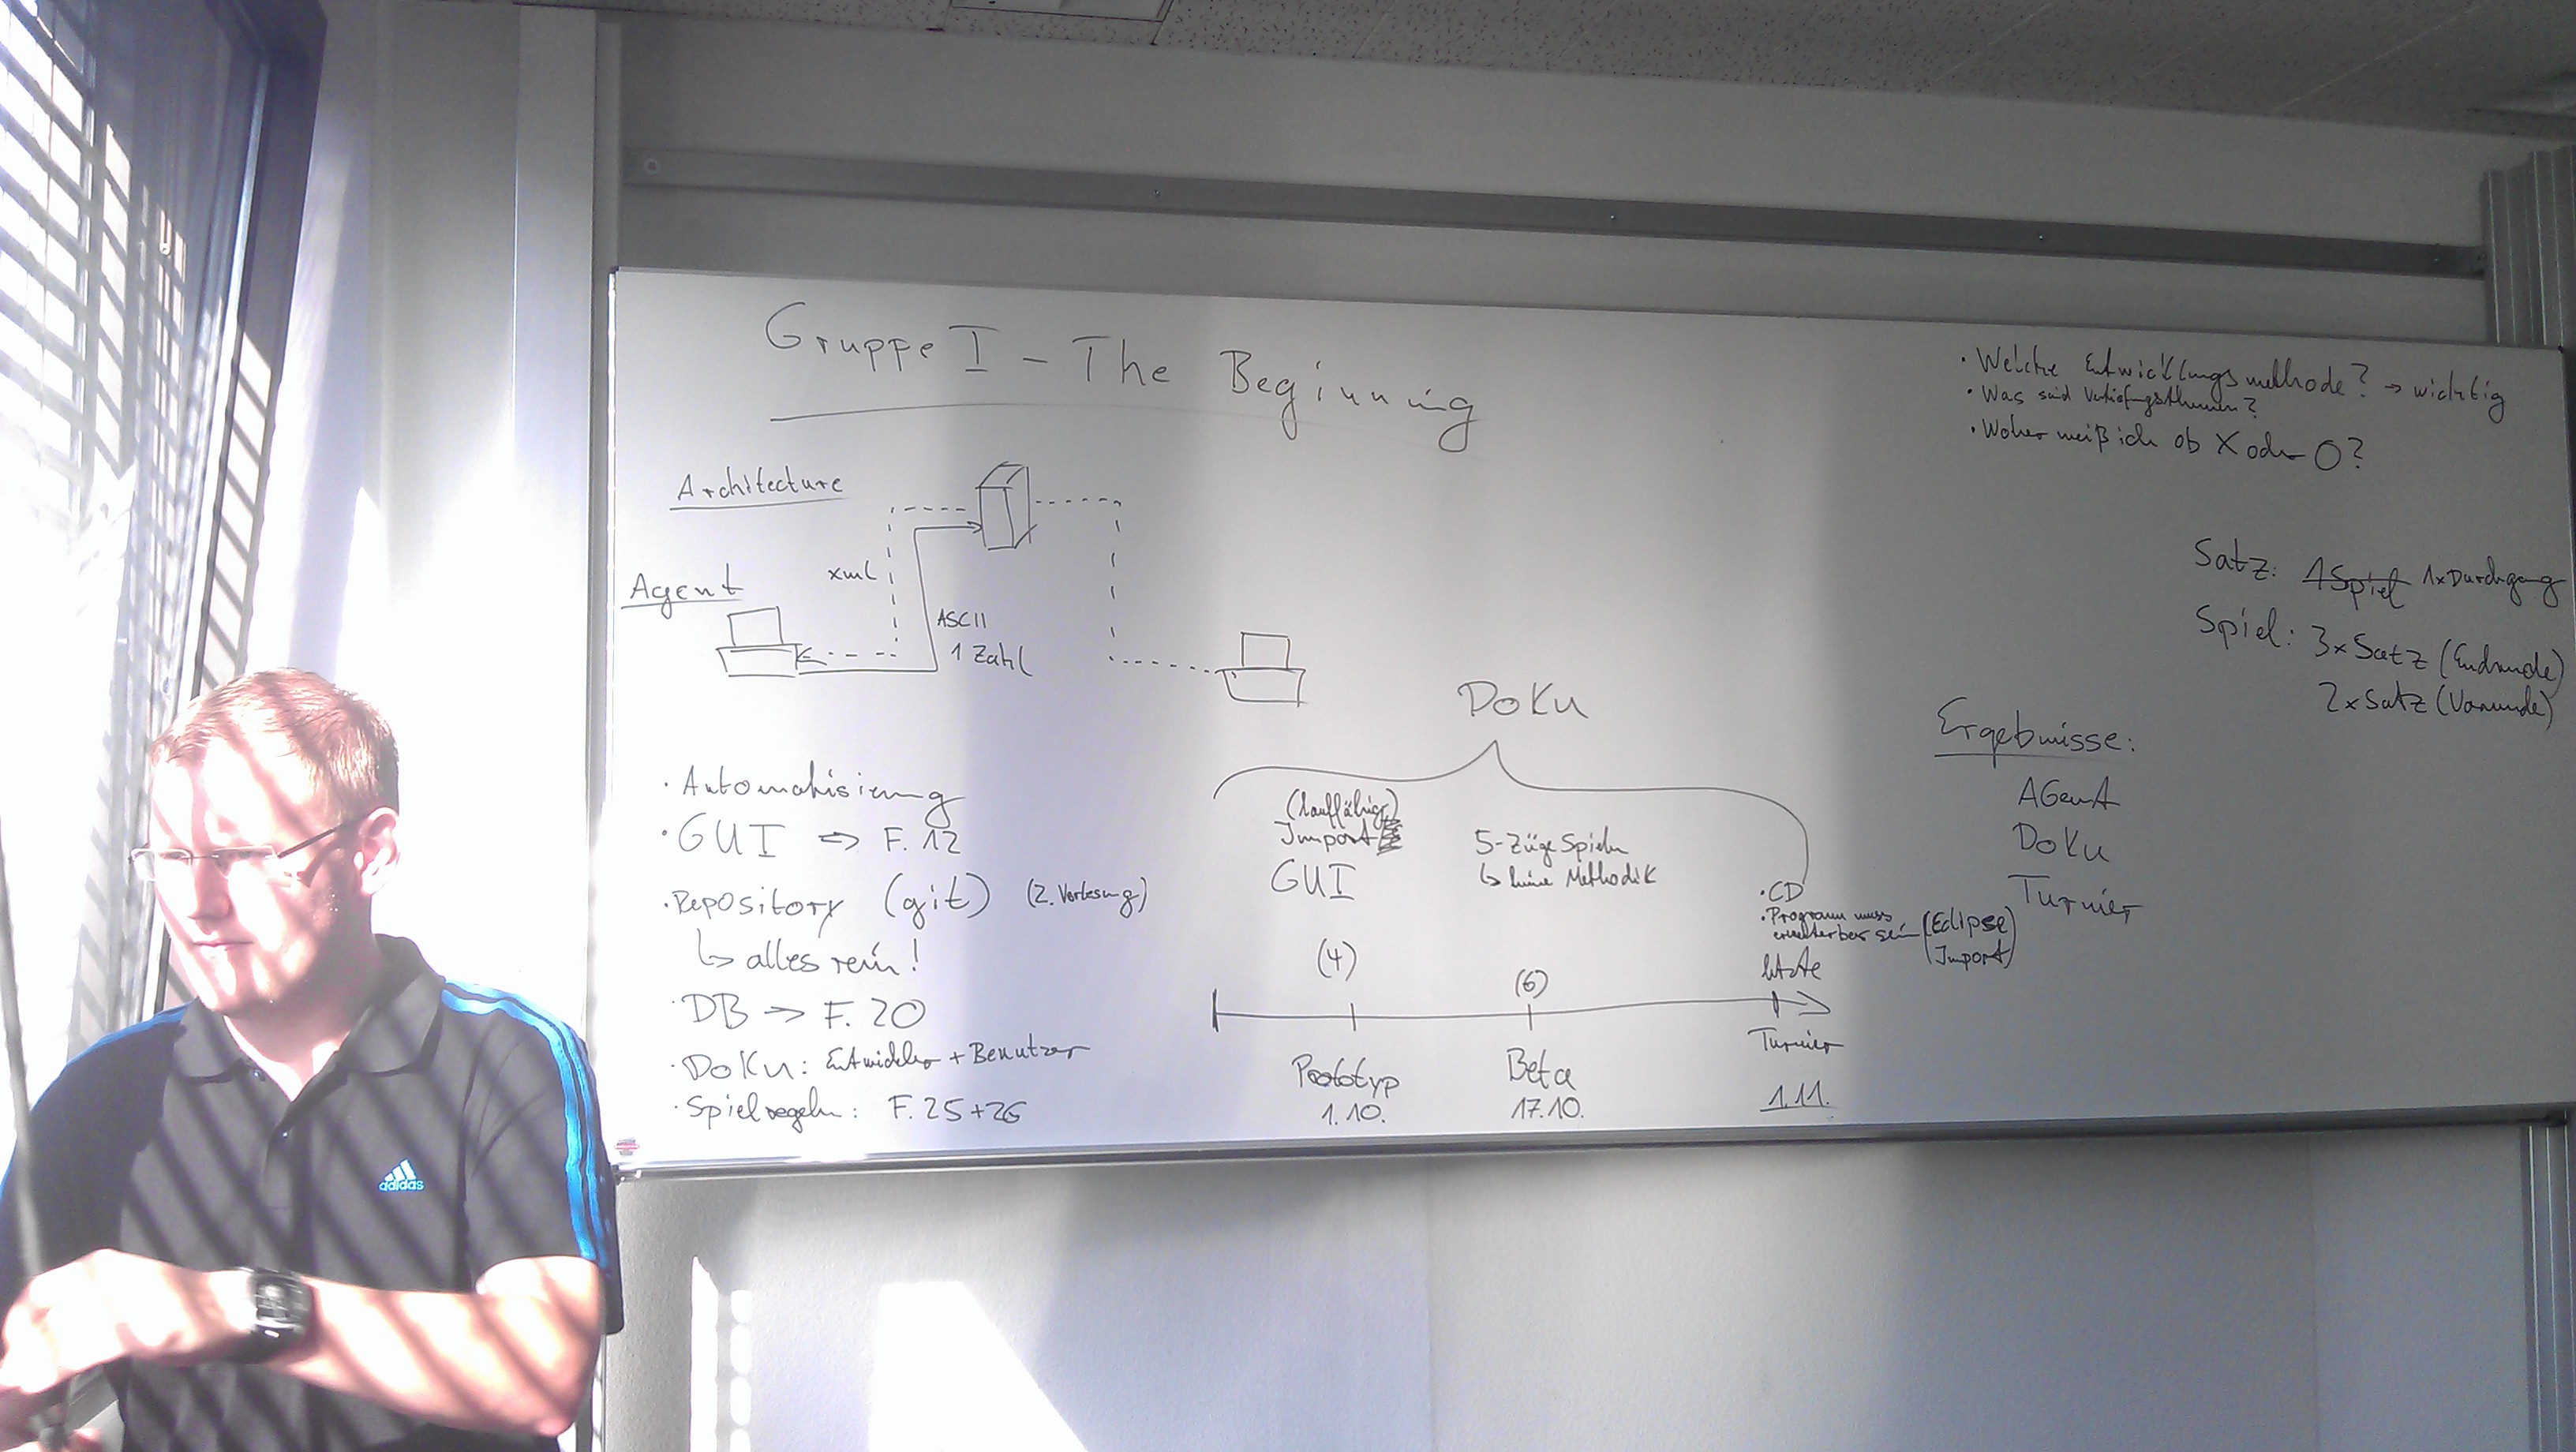 Gruppe I - The Beginning
Architecture
Agent
xml
ASCII
1 Zahl
· Automatisierung
· GUI => F. 12
· Repository (git) (2. Vorlesung)
↳ alles rein!
· DB -> F. 20
· DoKu: Entwickler + Benutzer
· Spielregeln: F. 25+26
DoKu
(lauffähig)
Import
GUI
5-Züge Spielen
↳ keine Methodik
· CD
· Programm muss
erweiterbar sein (Eclipse
Import)
(4)
(6)
letzte
Prototyp
1.10.
Beta
17.10.
Turnier
1.11.
· Welche Entwicklungsmethode? -> wichtig
· Was sind Vertiefungsthemen?
· Woher weiß ich ob X oder O?
Satz: 1 Spiel 1x Durchgang
Spiel: 3x Satz (Endrunde)
2x Satz (Vorrunde)
Ergebnisse:
AGenT
DoKu
Turnier
adidas